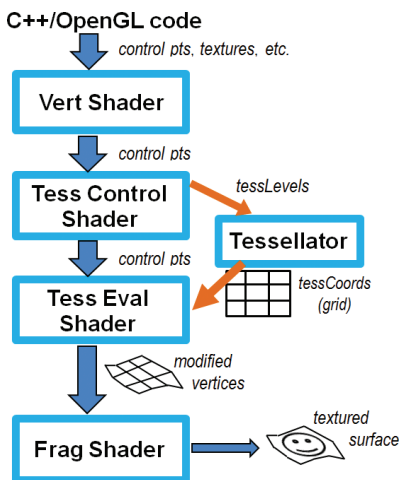 C++/OpenGL code
control pts, textures, etc.
Vert Shader
control pts
Tess Control
Shader
tessLevels
Tessellator
control pts
tessCoords
(grid)
Tess Eval
Shader
modified
vertices
Frag Shader
textured
surface